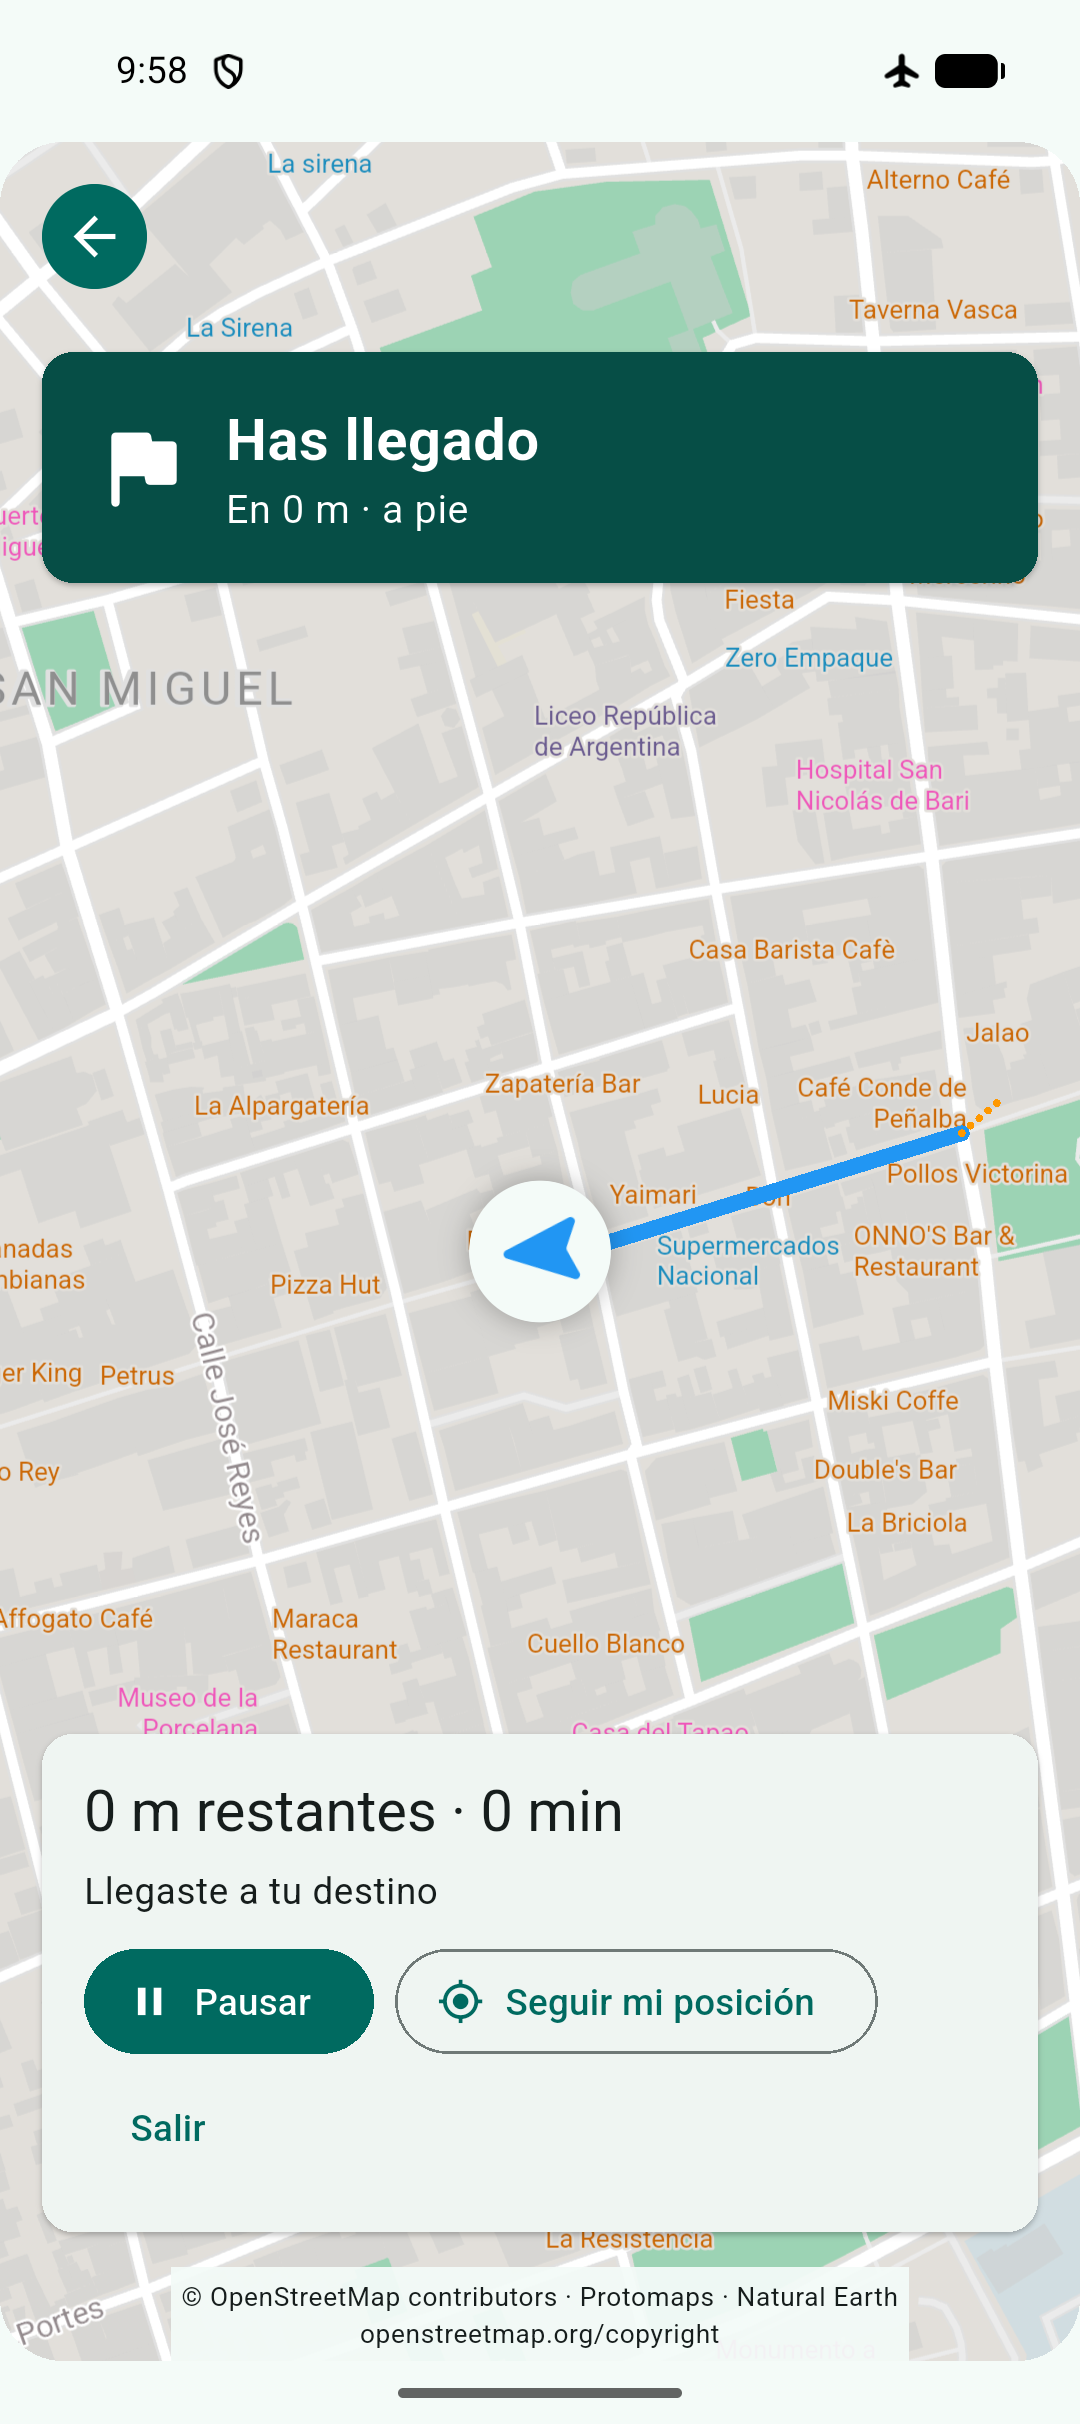 9:58
La sirena
Alterno Café
La Sirena
Taverna Vasca
Has llegado
En 0 m · a pie
Fiesta
Zero Empaque
SAN MIGUEL
Liceo República
de Argentina
Hospital San
Nicolás de Bari
Casa Barista Cafè
Jalao
Zapatería Bar
Lucia
Café Conde de
Peñalba
La Alpargatería
Pollos Victorina
Yaimari
Supermercados
Nacional
ONNO'S Bar &
Restaurant
Pizza Hut
Calle José Reyes
Petrus
Miski Coffe
Double's Bar
La Briciola
Affogato Café
Maraca
Restaurant
Cuello Blanco
Museo de la
Porcelana
Casa del Tapao
0 m restantes · 0 min
Llegaste a tu destino
Pausar
Seguir mi posición
Salir
La Resistencia
Portes
© OpenStreetMap contributors · Protomaps · Natural Earth
openstreetmap.org/copyright